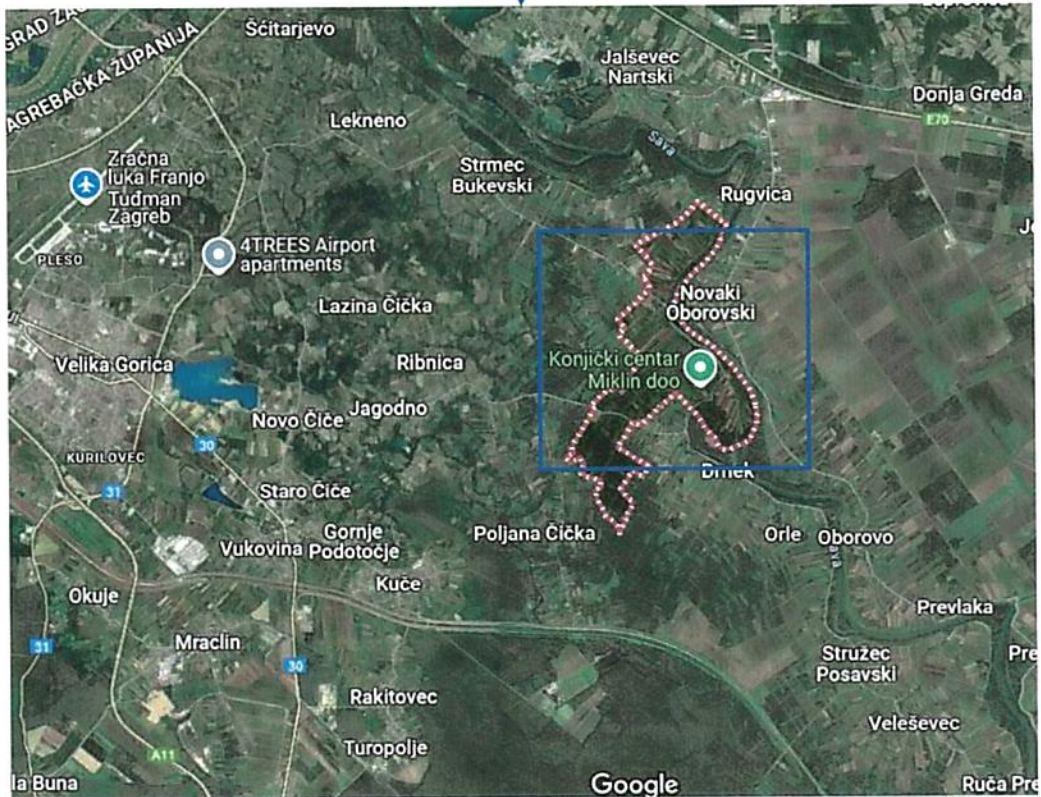 GRAD ZAG
ZAGREBAČKA ŽUPANIJA
Šćitarjevo
Jalševec
Nartski
Donja Greda
E70
Lekneno
Sava
Strmec
Bukevski
Rugvica
Zračna
luka Franjo
Tuđman
Zagreb
PLESO
4TREES Airport
apartments
Lazina Čička
Novaki
Oborovski
Velika Gorica
Ribnica
Konjički centar
Miklin doo
Novo Čiče
Jagodno
30
KURILOVEC
31
Staro Čiče
Drnek
Gornje
Podotočje
Vukovina
Poljana Čička
Orle
Oborovo
Sava
Kuče
Okuje
Prevlaka
31
Mraclin
30
Stružec
Posavski
Pre
Rakitovec
Veleševec
Turopolje
A11
la Buna
Google
Ruča Pre